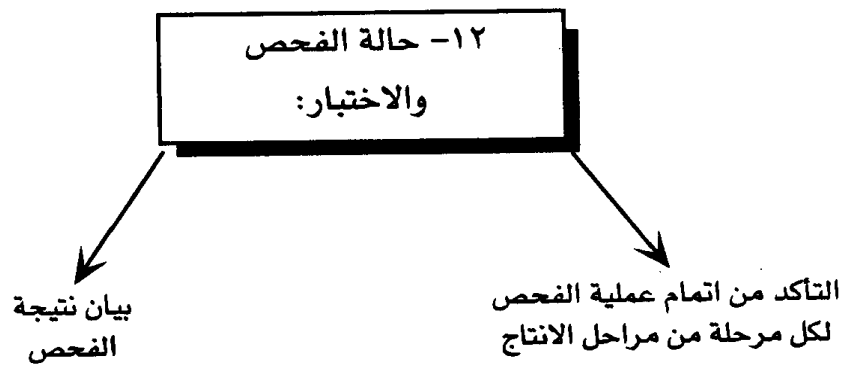 ١٢- حالة الفحص
والاختبار:
التأكد من اتمام عملية الفحص
لكل مرحلة من مراحل الانتاج
بيان نتيجة
الفحص